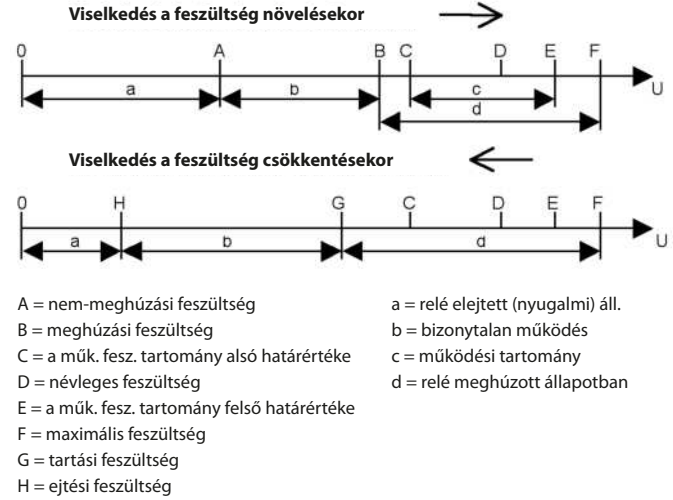 Viselkedés a feszültség növelésekor
0 A B C D E F
U
a b c
d
Viselkedés a feszültség csökkentésekor
0 H G C D E F
U
a b d
A = nem-meghúzási feszültség
B = meghúzási feszültség
C = a műk. fesz. tartomány alsó határértéke
D = névleges feszültség
E = a műk. fesz. tartomány felső határértéke
F = maximális feszültség
G = tartási feszültség
H = ejtési feszültség
a = relé elejtett (nyugalmi) áll.
b = bizonytalan működés
c = működési tartomány
d = relé meghúzott állapotban